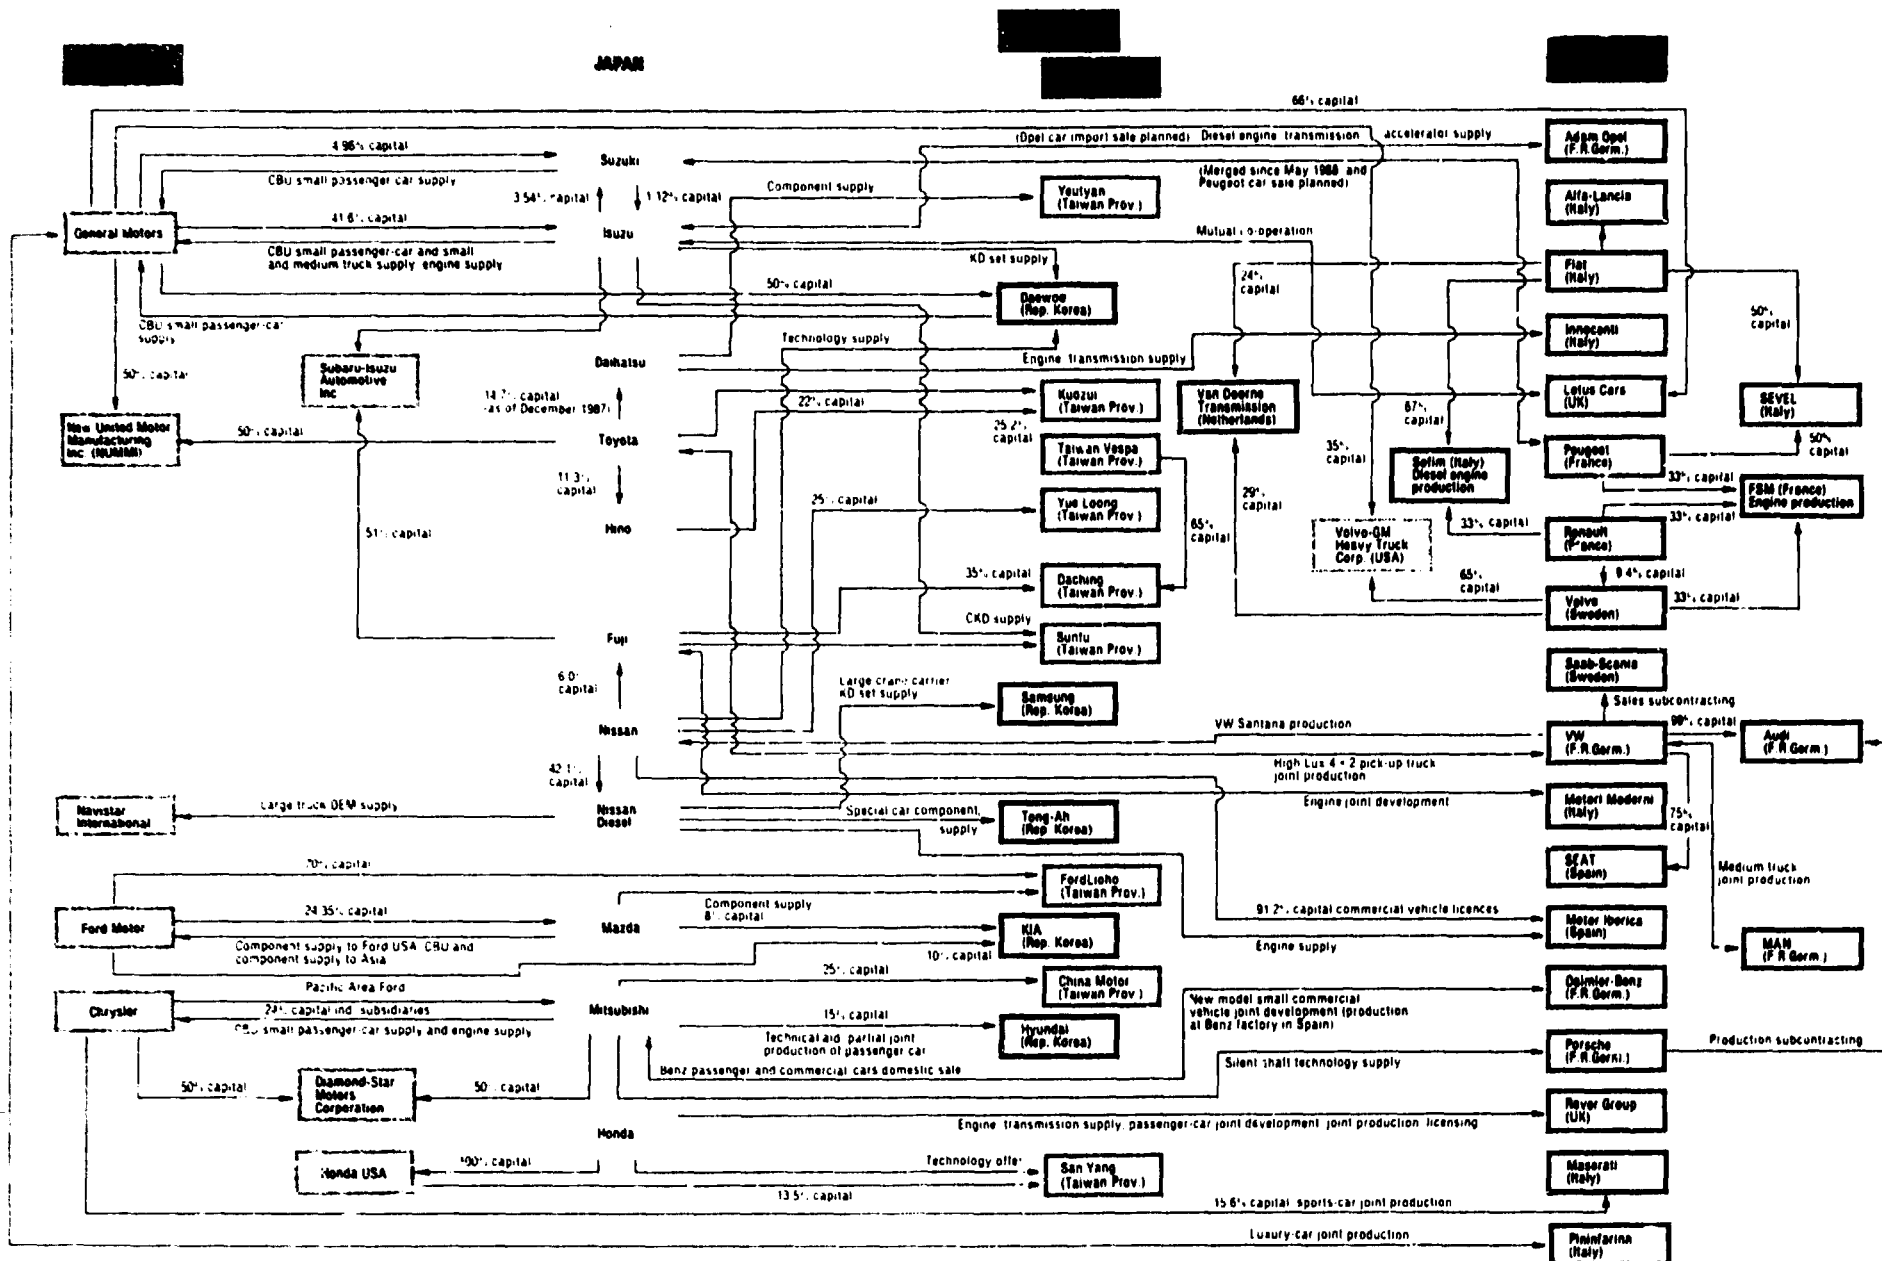 JAPAN
66% capital
(Opel car import sale planned)
Diesel engine transmission
accelerator supply
Adam Opel
(F.R.Germ.)
4.96% capital
Suzuki
(Merged since May 1988 and
Peugeot car sale planned)
CBU small passenger car supply
3.54% capital
1.12% capital
Component supply
Yeutyan
(Taiwan Prov.)
Alfa-Lancia
(Italy)
General Motors
41.6% capital
Isuzu
Mutual co-operation
CBU small passenger-car and small
and medium truck supply engine supply
KD set supply
24%
capital
Fiat
(Italy)
50% capital
Daewoe
(Rep. Korea)
50%
capital
CBU small passenger-car
supply
Technology supply
Innocenti
(Italy)
Engine transmission supply
Daihatsu
50% capital
Subaru-Isuzu
Automotive
Inc
14.7% capital
(as of December 1987)
22% capital
Kuozui
(Taiwan Prov.)
Van Doorne
Transmission
(Netherlands)
67%
capital
Lotus Cars
(UK)
SEVEL
(Italy)
New United Motor
Manufacturing
Inc. (NUMMI)
50% capital
Toyota
25.2%
capital
Taiwan Vespa
(Taiwan Prov.)
35%
capital
Sofim (Italy)
Diesel engine
production
Peugeot
(France)
50%
capital
11.3%
capital
33% capital
FSM (France)
Engine production
25% capital
Yue Loong
(Taiwan Prov.)
29%
capital
Hino
51% capital
65%
capital
Volvo-GM
Heavy Truck
Corp. (USA)
33% capital
Renault
(France)
33% capital
35% capital
Daching
(Taiwan Prov.)
65%
capital
9.4% capital
Volvo
(Sweden)
33% capital
Fuji
CKD supply
Suntu
(Taiwan Prov.)
6.0%
capital
Large crane carrier
KD set supply
Samsung
(Rep. Korea)
Saab-Scania
(Sweden)
Sales subcontracting
Nissan
VW Santana production
VW
(F.R.Germ.)
99% capital
Audi
(F.R.Germ.)
42.1%
capital
High Lux 4 × 2 pick-up truck
joint production
Navistar
International
Large truck OEM supply
Nissan
Diesel
Special car component,
supply
Tong-Ah
(Rep. Korea)
Engine joint development
Motori Moderni
(Italy)
75%
capital
70% capital
FordLioho
(Taiwan Prov.)
SEAT
(Spain)
Medium truck
joint production
Ford Motor
24.35% capital
Mazda
Component supply
8% capital
KIA
(Rep. Korea)
91.2% capital commercial vehicle licences
Motor Iberica
(Spain)
Component supply to Ford USA CBU and
component supply to Asia
10% capital
Engine supply
MAN
(F.R.Germ.)
Pacific Area Ford
25% capital
China Motor
(Taiwan Prov.)
Daimler-Benz
(F.R.Germ.)
Chrysler
24% capital ind. subsidiaries
Mitsubishi
New model small commercial
vehicle joint development (production
at Benz factory in Spain)
CBU small passenger-car supply and engine supply
15% capital
Hyundai
(Rep. Korea)
Technical aid partial joint
production of passenger car
Porsche
(F.R.Germ.)
Production subcontracting
Benz passenger and commercial cars domestic sale
Silent shaft technology supply
50% capital
Diamond-Star
Motors
Corporation
50% capital
Rover Group
(UK)
Engine transmission supply, passenger-car joint development joint production licensing
Honda
Honda USA
100% capital
Technology offer
San Yang
(Taiwan Prov.)
Maserati
(Italy)
13.5% capital
15.6% capital sports-car joint production
Luxury-car joint production
Pininfarina
(Italy)